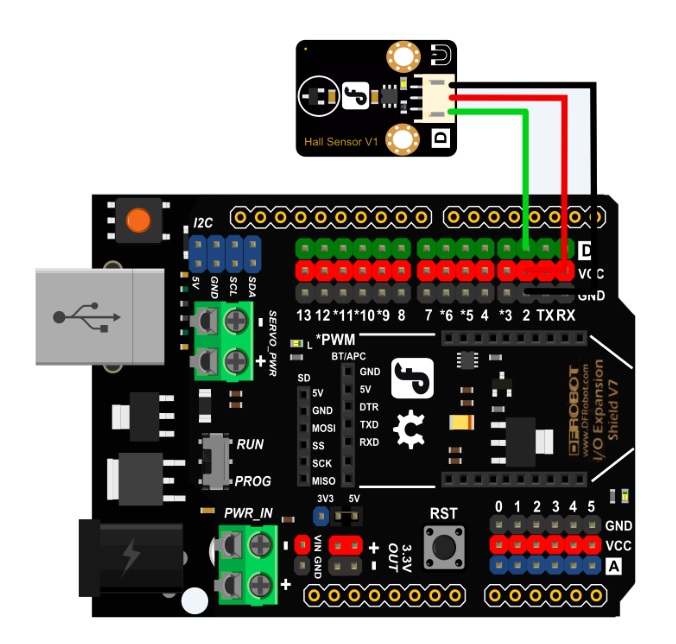 Hall Sensor V1
D
I2C
5V
GND
SCL
SDA
SERVO_PWR
-
+
D
VCC
GND
13 12 *11 *10 *9 8
7 *6 *5 4 *3 2 TX RX
L
*PWM
BT/APC
GND
5V
DTR
TXD
RXD
SD
5V
GND
MOSI
SS
SCK
MISO
DFROBOT
www.DFRobot.com
I/O Expansion
Shield V7
RUN
PROG
3V3
5V
PWR_IN
-
+
VIN GND
+
-
3.3V
OUT
RST
0 1 2 3 4 5
GND
VCC
A